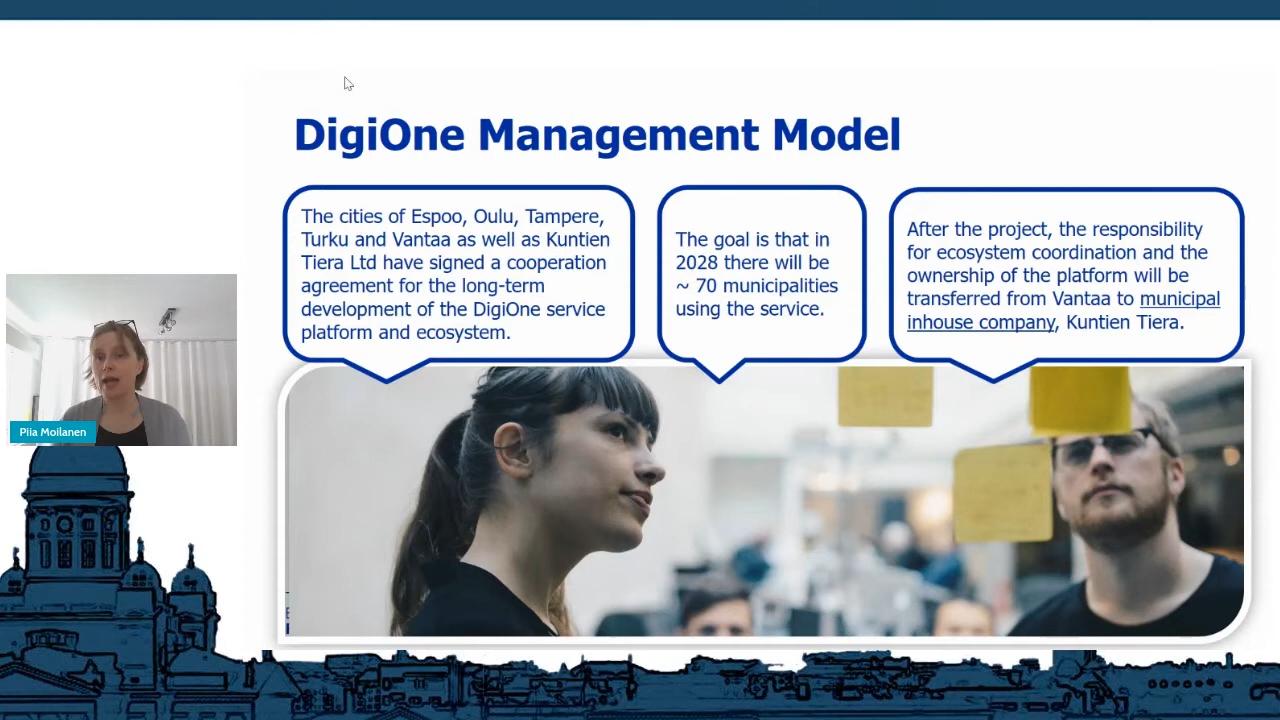 DigiOne Management Model
The cities of Espoo, Oulu, Tampere,
Turku and Vantaa as well as Kuntien
Tiera Ltd have signed a cooperation
agreement for the long-term
development of the DigiOne service
platform and ecosystem.
The goal is that in
2028 there will be
~ 70 municipalities
using the service.
After the project, the responsibility
for ecosystem coordination and the
ownership of the platform will be
transferred from Vantaa to municipal
inhouse company, Kuntien Tiera.
Piia Moilanen